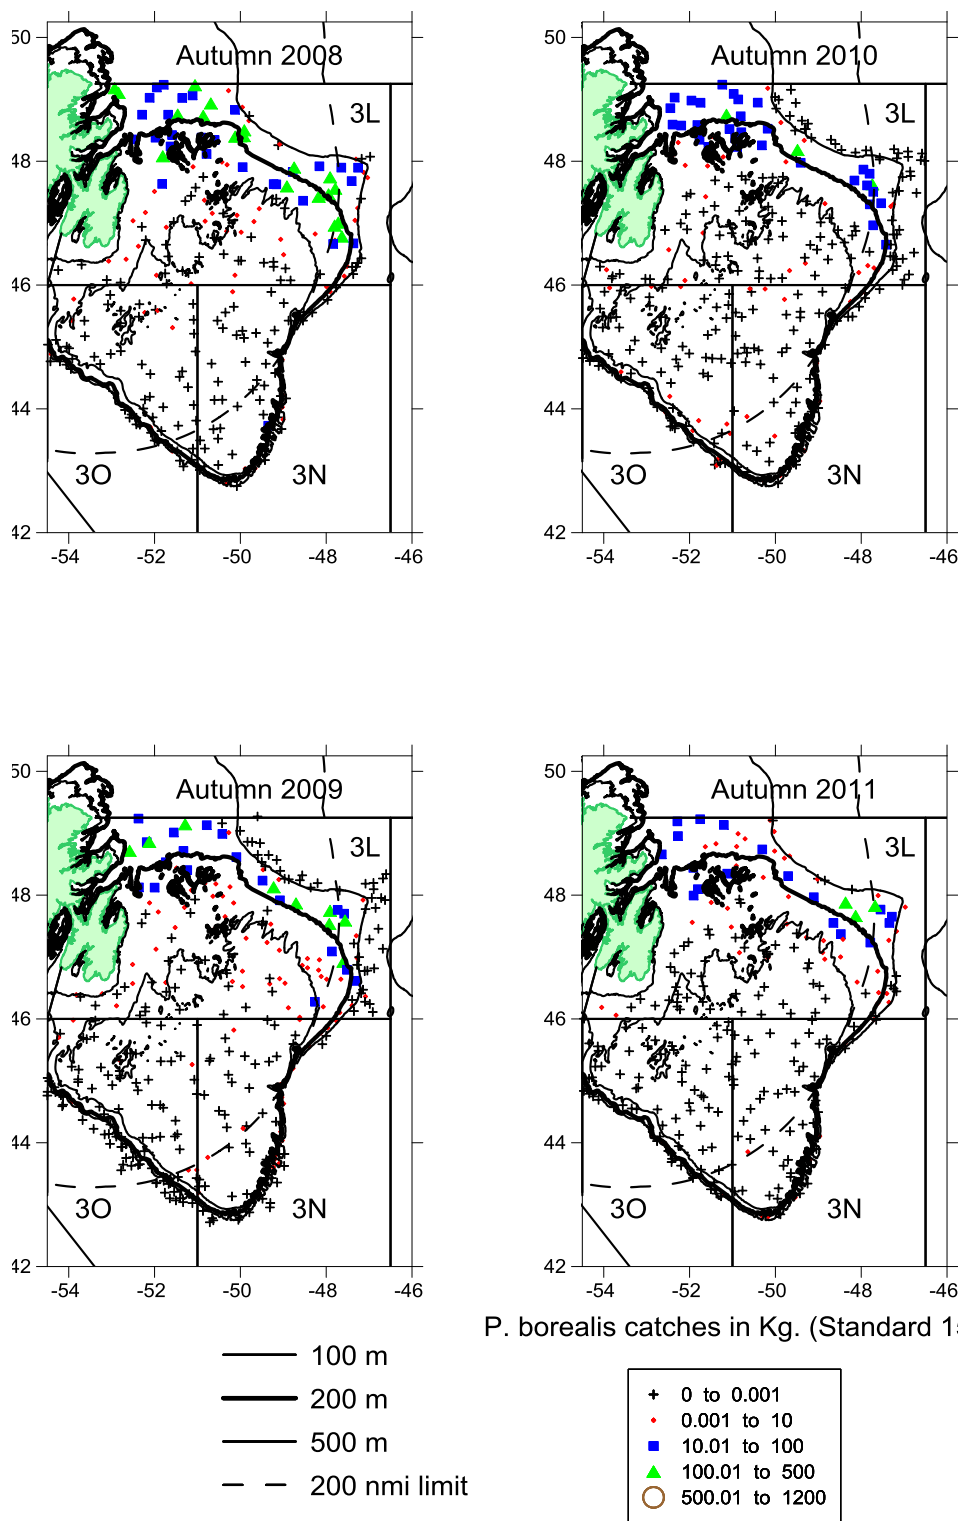 Autumn 2008
50
48
46
44
42
3L
3O
3N
-54 -52 -50 -48 -46
Autumn 2010
50
48
46
44
42
3L
3O
3N
-54 -52 -50 -48 -46
Autumn 2009
50
48
46
44
42
3L
3O
3N
-54 -52 -50 -48 -46
Autumn 2011
50
48
46
44
42
3L
3O
3N
-54 -52 -50 -48 -46
P. borealis catches in Kg. (Standard
100 m
200 m
500 m
200 nmi limit
0 to 0.001
0.001 to 10
10.01 to 100
100.01 to 500
500.01 to 1200